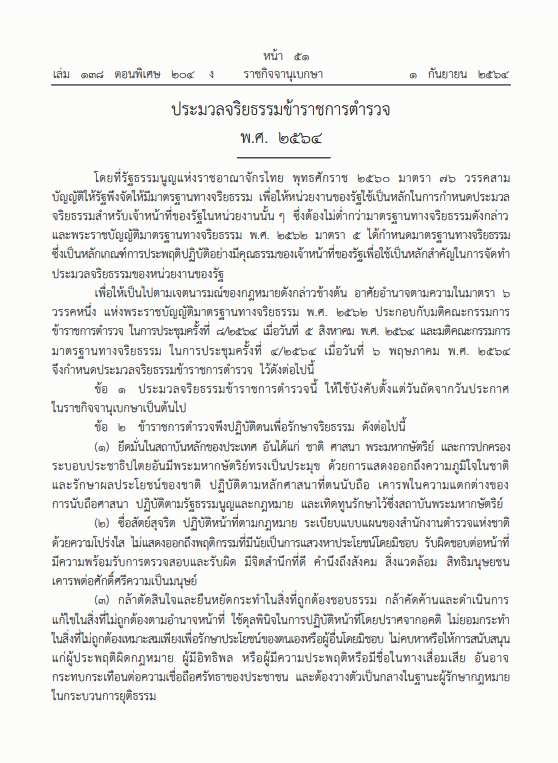 หน้า ๕๑
เล่ม ๑๓๘ ตอนพิเศษ ๒๐๔ ง ราชกิจจานุเบกษา ๑ กันยายน ๒๕๖๔
ประมวลจริยธรรมข้าราชการตำรวจ
พ.ศ. ๒๕๖๔
โดยที่รัฐธรรมนูญแห่งราชอาณาจักรไทย พุทธศักราช ๒๕๖๐ มาตรา ๗๖ วรรคสาม
บัญญัติให้รัฐพึงจัดให้มีมาตรฐานทางจริยธรรม เพื่อให้หน่วยงานของรัฐใช้เป็นหลักในการกำหนดประมวล
จริยธรรมสำหรับเจ้าหน้าที่ของรัฐในหน่วยงานนั้น ๆ ซึ่งต้องไม่ต่ำกว่ามาตรฐานทางจริยธรรมดังกล่าว
และพระราชบัญญัติมาตรฐานทางจริยธรรม พ.ศ. ๒๕๖๒ มาตรา ๕ ได้กำหนดมาตรฐานทางจริยธรรม
ซึ่งเป็นหลักเกณฑ์การประพฤติปฏิบัติอย่างมีคุณธรรมของเจ้าหน้าที่ของรัฐเพื่อใช้เป็นหลักสำคัญในการจัดทำ
ประมวลจริยธรรมของหน่วยงานของรัฐ
เพื่อให้เป็นไปตามเจตนารมณ์ของกฎหมายดังกล่าวข้างต้น อาศัยอำนาจตามความในมาตรา ๖
วรรคหนึ่ง แห่งพระราชบัญญัติมาตรฐานทางจริยธรรม พ.ศ. ๒๕๖๒ ประกอบกับมติคณะกรรมการ
ข้าราชการตำรวจ ในการประชุมครั้งที่ ๘/๒๕๖๔ เมื่อวันที่ ๕ สิงหาคม พ.ศ. ๒๕๖๔ และมติคณะกรรมการ
มาตรฐานทางจริยธรรม ในการประชุมครั้งที่ ๔/๒๕๖๔ เมื่อวันที่ ๖ พฤษภาคม พ.ศ. ๒๕๖๔
จึงกำหนดประมวลจริยธรรมข้าราชการตำรวจ ไว้ดังต่อไปนี้
ข้อ ๑ ประมวลจริยธรรมข้าราชการตำรวจนี้ ให้ใช้บังคับตั้งแต่วันถัดจากวันประกาศ
ในราชกิจจานุเบกษาเป็นต้นไป
ข้อ ๒ ข้าราชการตำรวจพึงปฏิบัติตนเพื่อรักษาจริยธรรม ดังต่อไปนี้
(๑) ยึดมั่นในสถาบันหลักของประเทศ อันได้แก่ ชาติ ศาสนา พระมหากษัตริย์ และการปกครอง
ระบอบประชาธิปไตยอันมีพระมหากษัตริย์ทรงเป็นประมุข ด้วยการแสดงออกถึงความภูมิใจในชาติ
และรักษาผลประโยชน์ของชาติ ปฏิบัติตามหลักศาสนาที่ตนนับถือ เคารพในความแตกต่างของ
การนับถือศาสนา ปฏิบัติตามรัฐธรรมนูญและกฎหมาย และเทิดทูนรักษาไว้ซึ่งสถาบันพระมหากษัตริย์
(๒) ซื่อสัตย์สุจริต ปฏิบัติหน้าที่ตามกฎหมาย ระเบียบแบบแผนของสำนักงานตำรวจแห่งชาติ
ด้วยความโปร่งใส ไม่แสดงออกถึงพฤติกรรมที่มีนัยเป็นการแสวงหาประโยชน์โดยมิชอบ รับผิดชอบต่อหน้าที่
มีความพร้อมรับการตรวจสอบและรับผิด มีจิตสำนึกที่ดี คำนึงถึงสังคม สิ่งแวดล้อม สิทธิมนุษยชน
เคารพต่อศักดิ์ศรีความเป็นมนุษย์
(๓) กล้าตัดสินใจและยืนหยัดกระทำในสิ่งที่ถูกต้องชอบธรรม กล้าคัดค้านและดำเนินการ
แก้ไขในสิ่งที่ไม่ถูกต้องตามอำนาจหน้าที่ ใช้ดุลพินิจในการปฏิบัติหน้าที่โดยปราศจากอคติ ไม่ยอมกระทำ
ในสิ่งที่ไม่ถูกต้องเหมาะสมเพียงเพื่อรักษาประโยชน์ของตนเองหรือผู้อื่นโดยมิชอบ ไม่คบหาหรือให้การสนับสนุน
แก่ผู้ประพฤติผิดกฎหมาย ผู้มีอิทธิพล หรือผู้มีความประพฤติหรือมีชื่อในทางเสื่อมเสีย อันอาจ
กระทบกระเทือนต่อความเชื่อถือศรัทธาของประชาชน และต้องวางตัวเป็นกลางในฐานะผู้รักษากฎหมาย
ในกระบวนการยุติธรรม